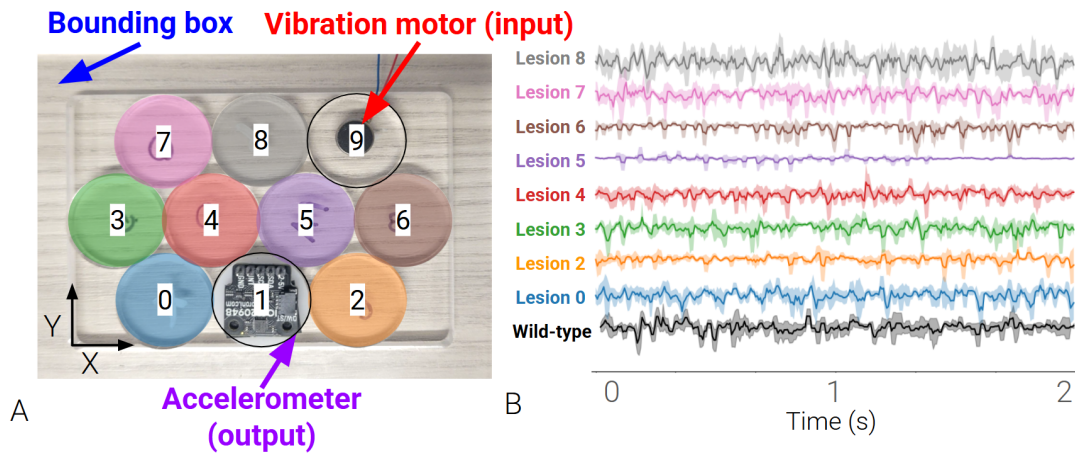 Bounding box
Vibration motor (input)
7
8
9
3
4
5
6
0
1
2
Y
X
Accelerometer
(output)
A
Lesion 8
Lesion 7
Lesion 6
Lesion 5
Lesion 4
Lesion 3
Lesion 2
Lesion 0
Wild-type
B
0 1 2
Time (s)